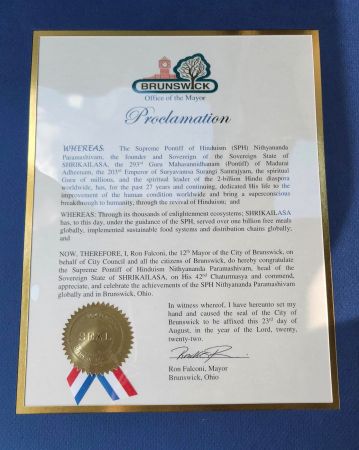 BRUNSWICK
Office of the Mayor
Proclamation
WHEREAS: The Supreme Pontiff of Hinduism (SPH) Nithyananda
Paramashivam, the founder and Sovereign of the Sovereign State of
SHRIKAILASA, the 293rd Guru Mahasannidhanam (Pontiff) of Madurai
Adheenam, the 203rd Emperor of Suryavamsa Surangi Samrajyam, the spiritual
Guru of millions, and the spiritual leader of the 2-billion Hindu diaspora
worldwide, has, for the past 27 years and continuing, dedicated His life to the
improvement of the human condition worldwide and bring a superconscious
breakthrough to humanity, through the revival of Hinduism; and
WHEREAS: Through its thousands of enlightenment ecosystems; SHRIKAILASA
has, to this day, under the guidance of the SPH, served over one billion free meals
globally, implemented sustainable food systems and distribution chains globally;
and
NOW, THEREFORE, I, Ron Falconi, the 12th Mayor of the City of Brunswick, on
behalf of City Council and all the citizens of Brunswick, do hereby congratulate
the Supreme Pontiff of Hinduism Nithyananda Paramashivam, head of the
Sovereign State of SHRIKAILASA, on His 42nd Chaturmasya and commend,
appreciate, and celebrate the achievements of the SPH Nithyananda Paramashivam
globally and in Brunswick, Ohio.
In witness whereof, I have hereunto set my
hand and caused the seal of the City of
Brunswick to be affixed this 23rd day of
August, in the year of the Lord, twenty,
twenty-two.
Ron Falconi, Mayor
Brunswick, Ohio
SEAL